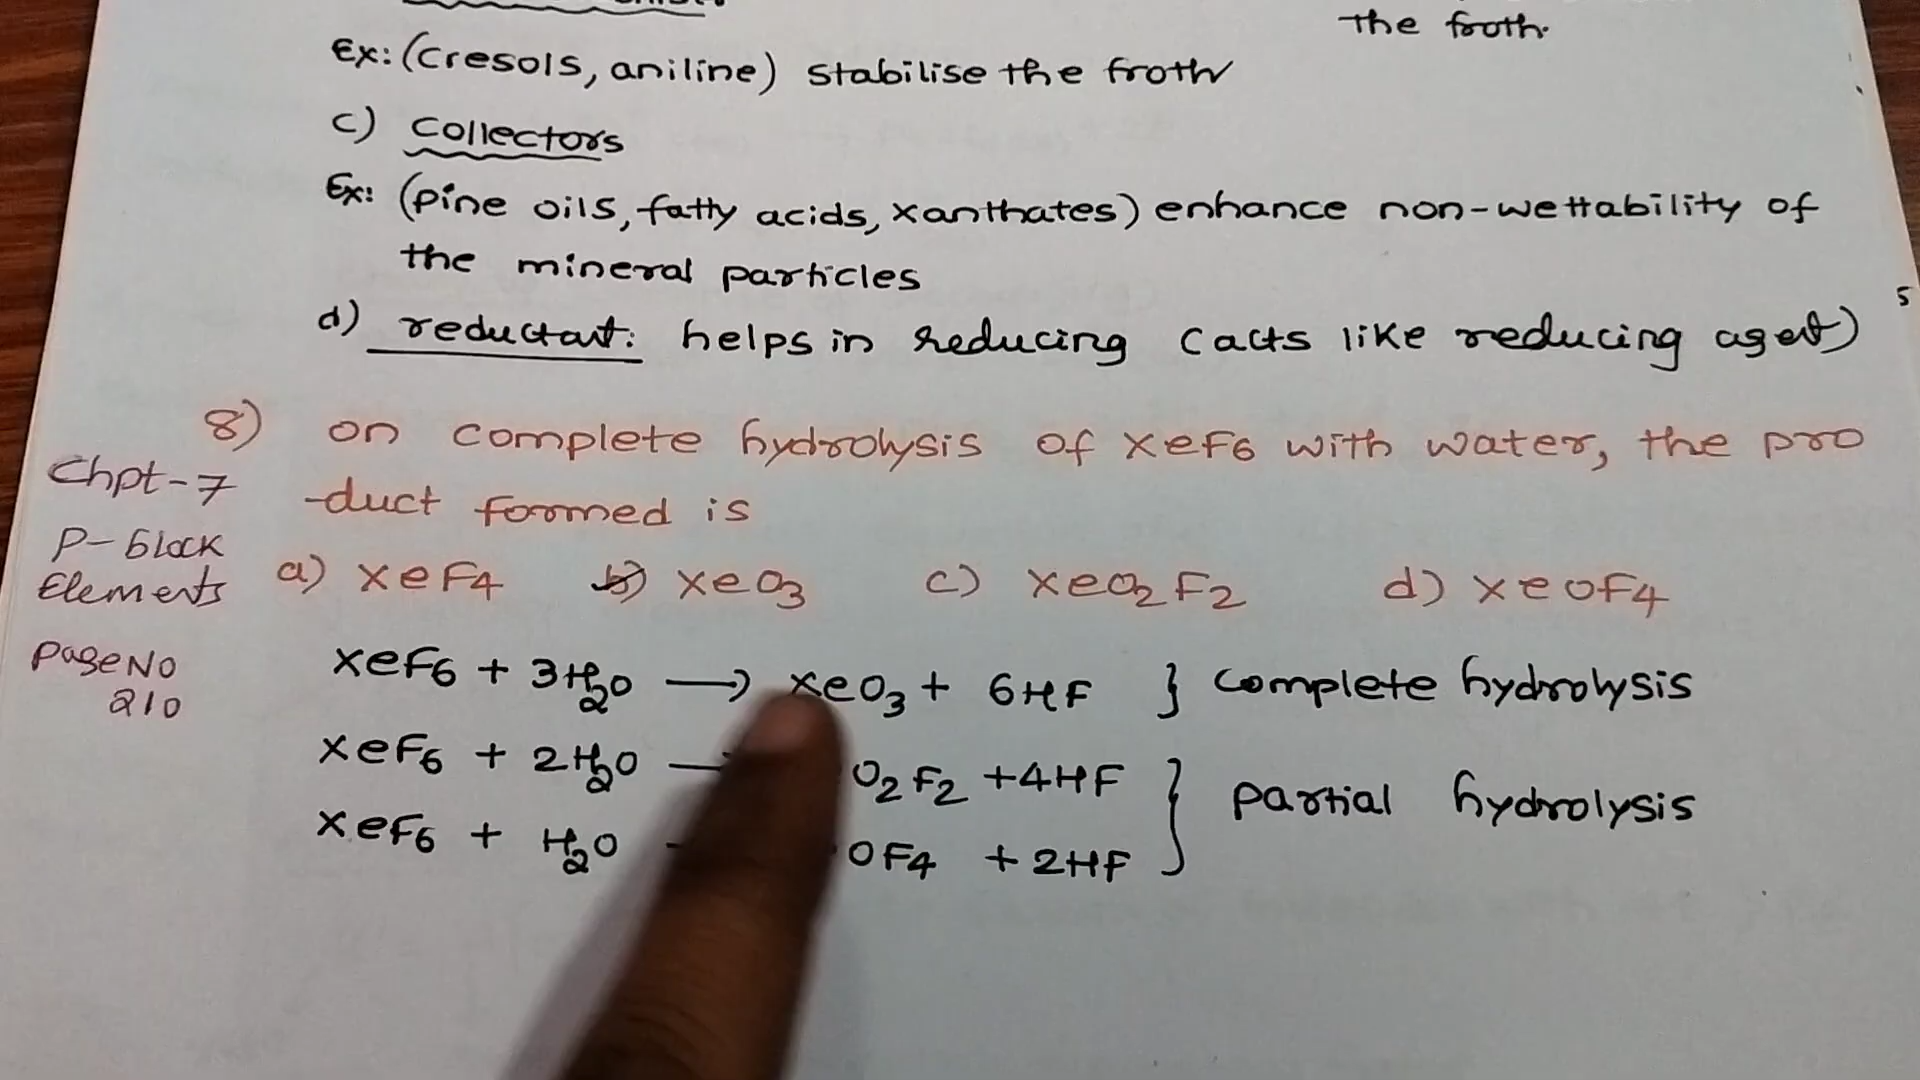 the froth.
Ex: (cresols, aniline) stabilise the froth
c) collectors
Ex: (pine oils, fatty acids, xanthates) enhance non-wettability of
the mineral particles
d) reductant: helps in reducing (acts like reducing agent)
5
8) on complete hydrolysis of XeF6 with water, the pro
-duct formed is
Chpt-7
P-block
Elements
a) XeF4 b) XeO3 c) XeO2F2 d) XeOF4
Page No
210
XeF6 + 3H2O → XeO3 + 6HF } complete hydrolysis
XeF6 + 2H2O → O2F2 + 4HF } partial hydrolysis
XeF6 + H2O OF4 + 2HF